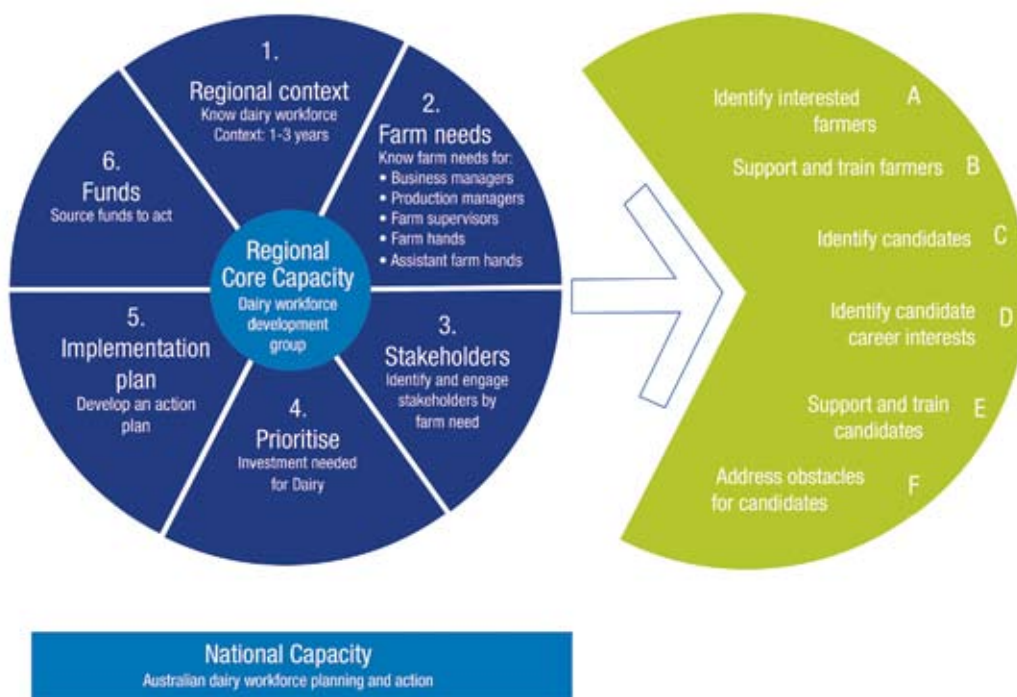 1.
Regional context
Know dairy workforce
Context: 1-3 years
2.
Farm needs
Know farm needs for:
• Business managers
• Production managers
• Farm supervisors
• Farm hands
• Assistant farm hands
3.
Stakeholders
Identify and engage
stakeholders by
farm need
4.
Prioritise
Investment needed
for Dairy
5.
Implementation
plan
Develop an action
plan
6.
Funds
Source funds to act
Regional
Core Capacity
Dairy workforce
development
group
Identify interested
farmers
A
Support and train farmers B
Identify candidates C
Identify candidate
career interests
D
Support and train
candidates
E
Address obstacles
for candidates
F
National Capacity
Australian dairy workforce planning and action